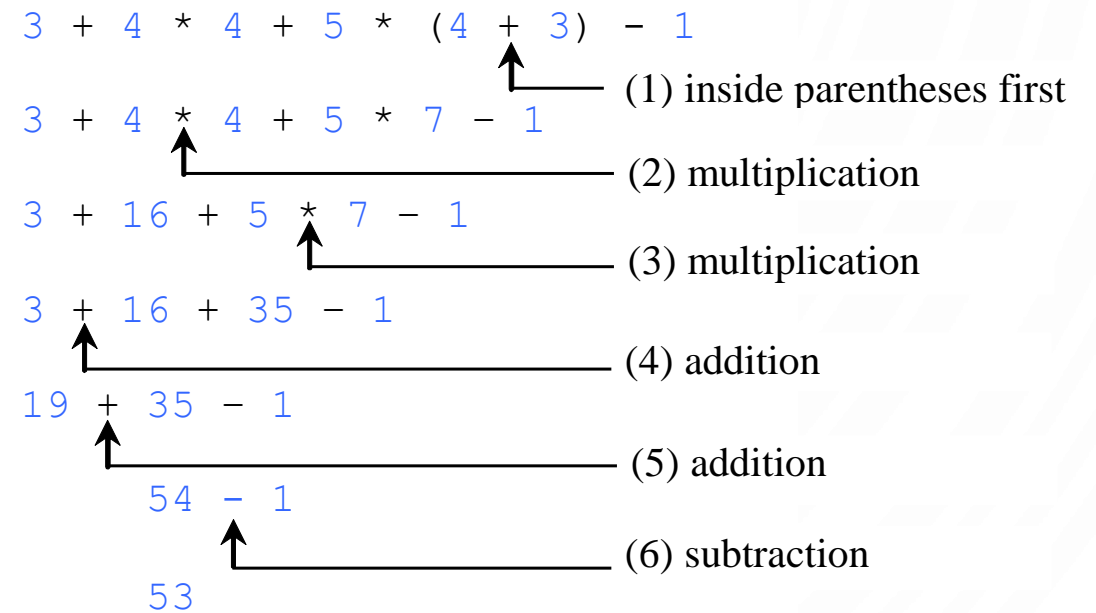 3 + 4 * 4 + 5 * (4 + 3) - 1
(1) inside parentheses first
3 + 4 * 4 + 5 * 7 – 1
(2) multiplication
3 + 16 + 5 * 7 – 1
(3) multiplication
3 + 16 + 35 – 1
(4) addition
19 + 35 - 1
(5) addition
54 - 1
(6) subtraction
53